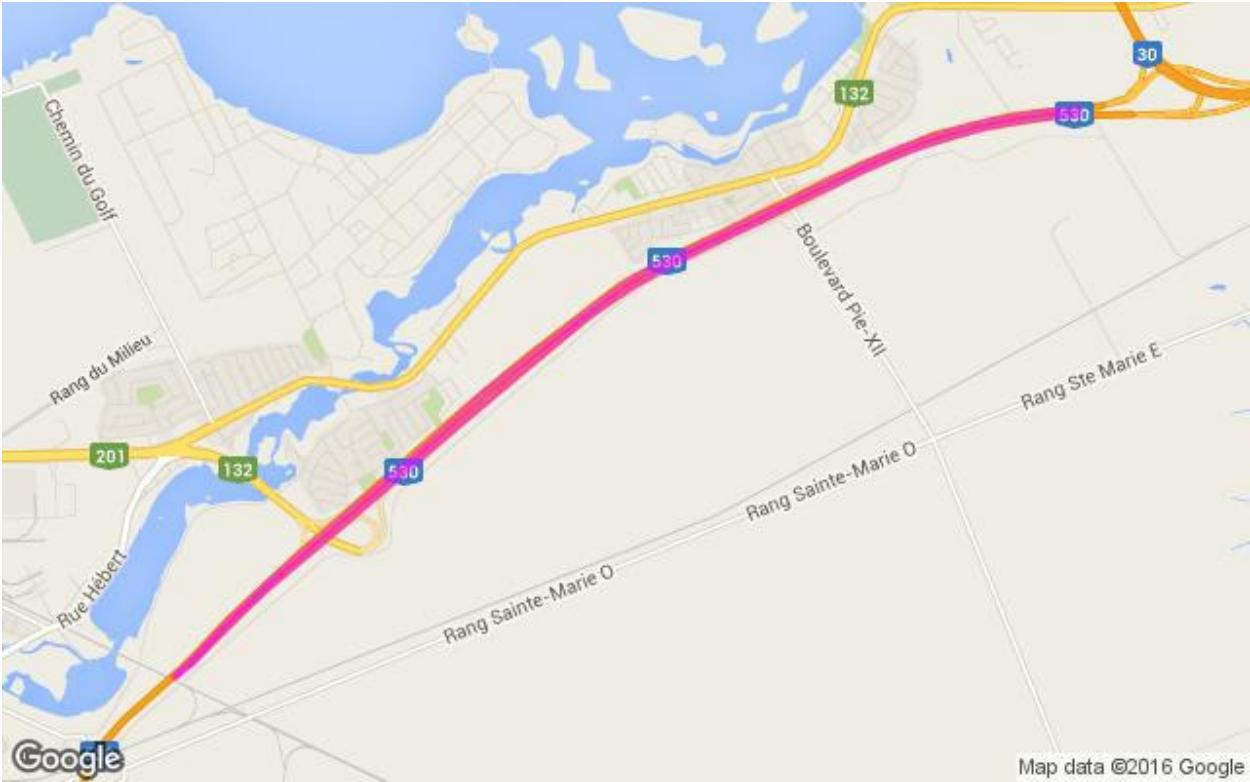 30
132
530
Chemin du Golf
530
Boulevard Pie-XII
Rang du Milieu
Rang Ste Marie E
201
132
530
Rang Sainte-Marie O
Rue Hébert
Rang Sainte-Marie O
Google
Map data ©2016 Google